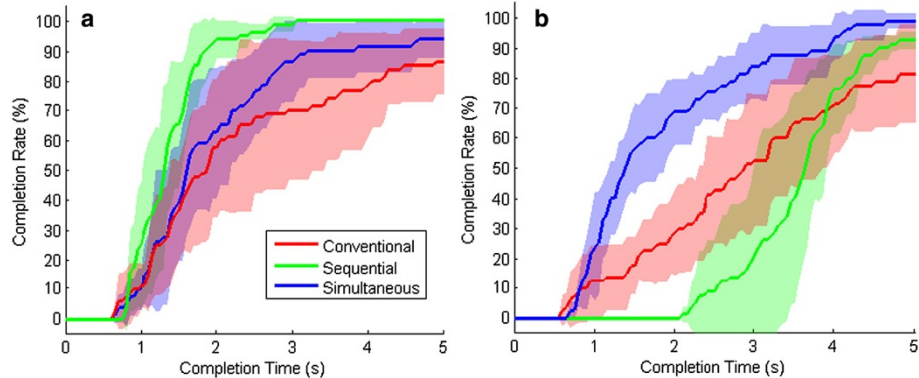 a
100
90
80
70
60
50
40
30
20
10
0
Completion Rate (%)
0 1 2 3 4 5
Completion Time (s)
Conventional
Sequential
Simultaneous
b
100
90
80
70
60
50
40
30
20
10
0
Completion Rate (%)
0 1 2 3 4 5
Completion Time (s)